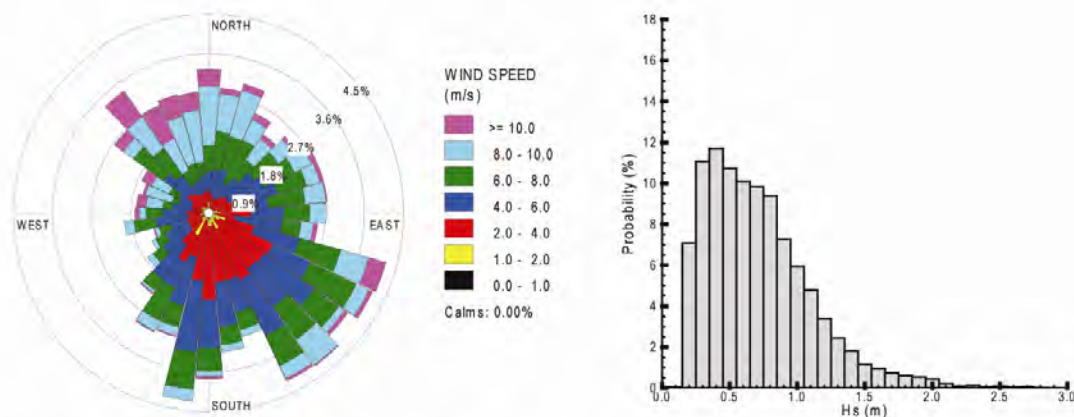 NORTH
4.5%
3.6%
2.7%
1.8%
0.9%
WEST
EAST
SOUTH
WIND SPEED
(m/s)
>= 10.0
8.0 - 10.0
6.0 - 8.0
4.0 - 6.0
2.0 - 4.0
1.0 - 2.0
0.0 - 1.0
Calms: 0.00%
Probability (%)
18
16
14
12
10
8
6
4
2
0
0.0 0.5 1.0 1.5 2.0 2.5 3.0
Hs (m)